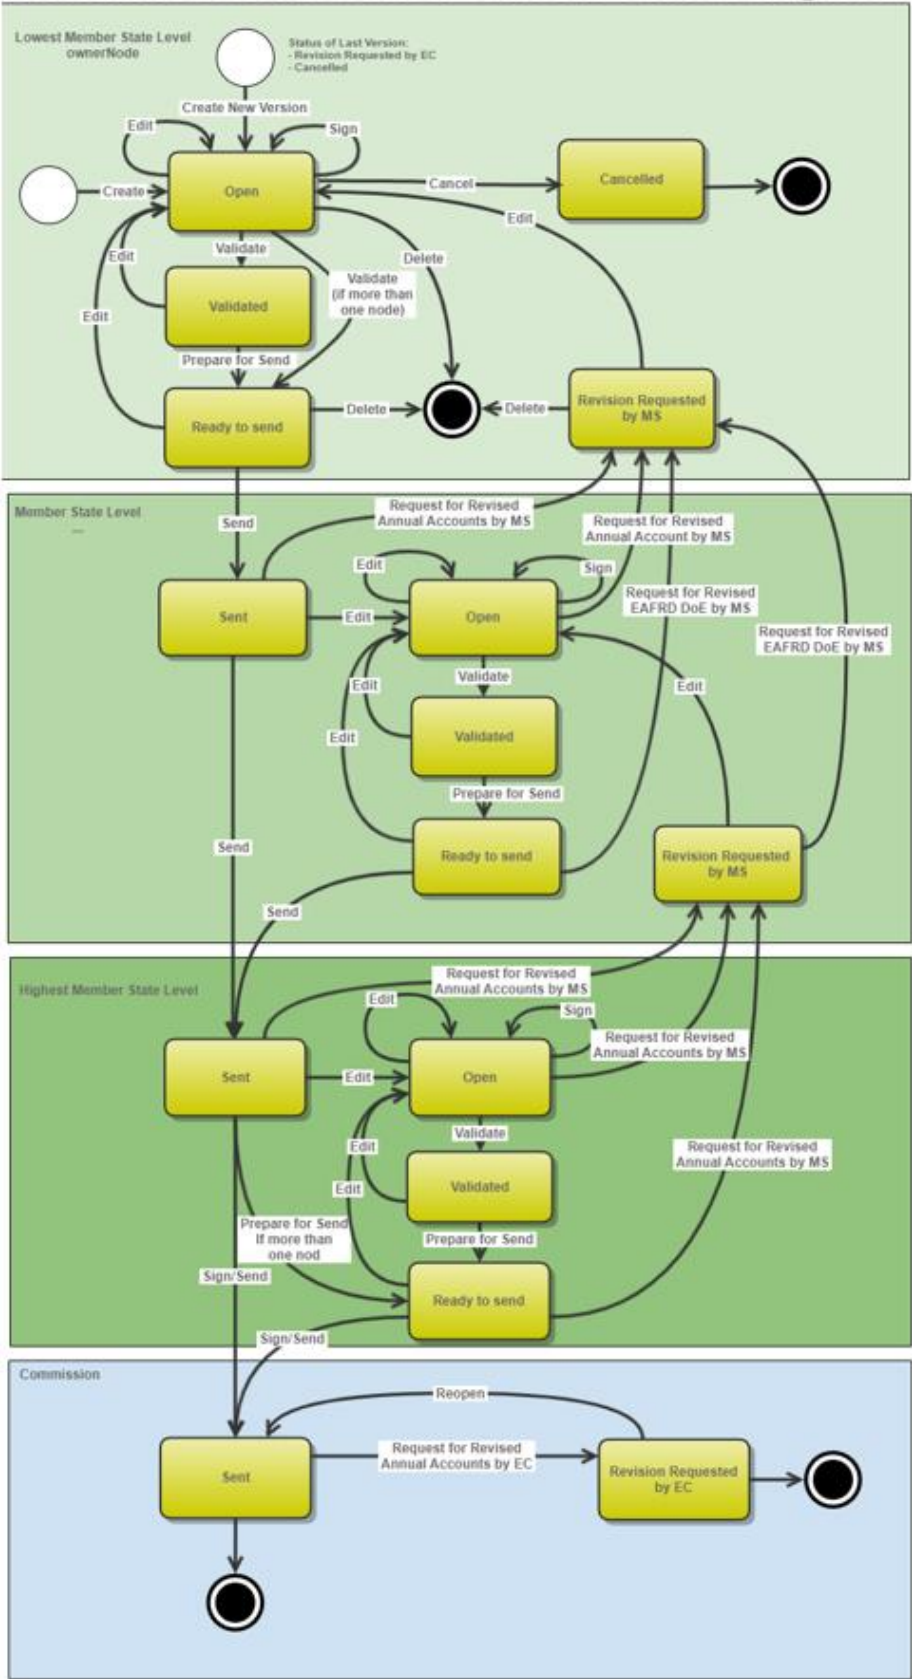 Lowest Member State Level
ownerNode
Status of Last Version:
- Revision Requested by EC
- Cancelled
Create New Version
Edit
Sign
Create
Open
Cancel
Cancelled
Edit
Validate
Edit
Delete
Validate
(if more than
one node)
Validated
Edit
Prepare for Send
Ready to send
Delete
Delete
Revision Requested
by MS
Member State Level
...
Send
Request for Revised
Annual Accounts by MS
Request for Revised
Annual Account by MS
Edit
Sign
Request for Revised
EAFRD DoE by MS
Sent
Edit
Open
Request for Revised
EAFRD DoE by MS
Validate
Edit
Edit
Edit
Validated
Prepare for Send
Send
Ready to send
Revision Requested
by MS
Send
Highest Member State Level
Request for Revised
Annual Accounts by MS
Edit
Sign
Request for Revised
Annual Accounts by MS
Sent
Edit
Open
Validate
Edit
Request for Revised
Annual Accounts by MS
Edit
Validated
Prepare for Send
If more than
one nod
Prepare for Send
Sign/Send
Ready to send
Sign/Send
Commission
Reopen
Sent
Request for Revised
Annual Accounts by EC
Revision Requested
by EC